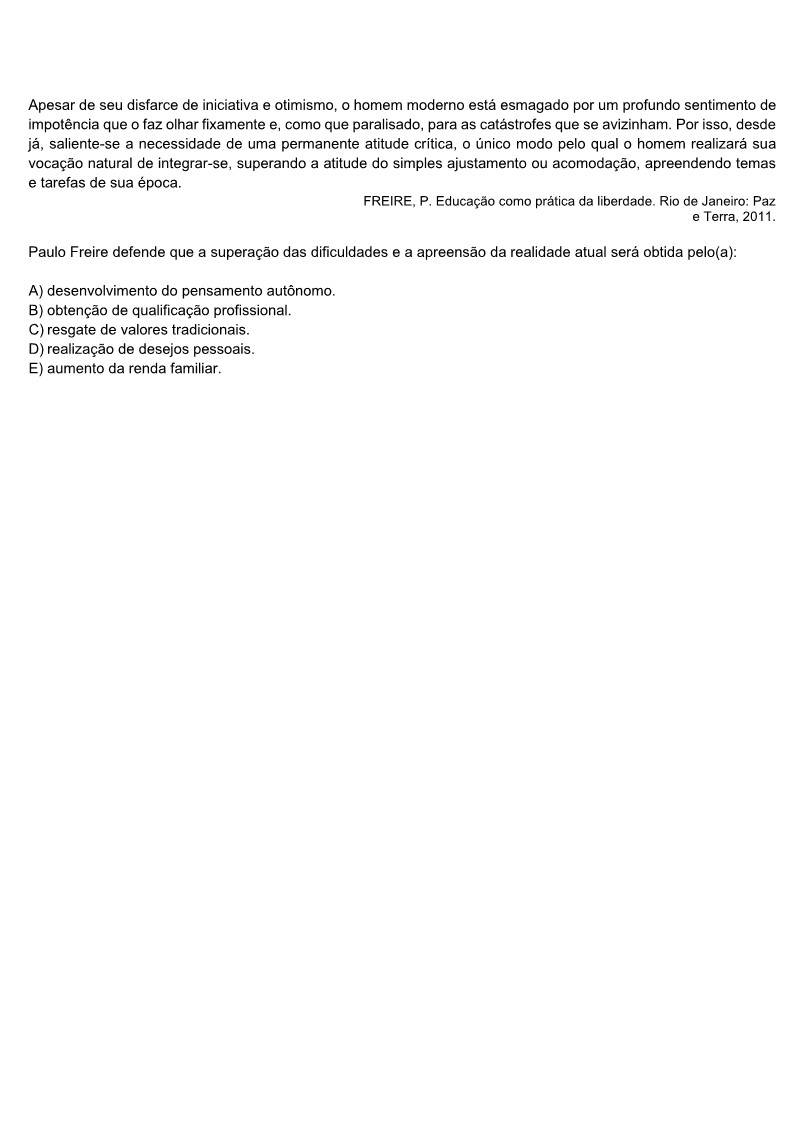 Apesar de seu disfarce de iniciativa e otimismo, o homem moderno está esmagado por um profundo sentimento de
impotência que o faz olhar fixamente e, como que paralisado, para as catástrofes que se avizinham. Por isso, desde
já, saliente-se a necessidade de uma permanente atitude crítica, o único modo pelo qual o homem realizará sua
vocação natural de integrar-se, superando a atitude do simples ajustamento ou acomodação, apreendendo temas
e tarefas de sua época.
FREIRE, P. Educação como prática da liberdade. Rio de Janeiro: Paz
e Terra, 2011.
Paulo Freire defende que a superação das dificuldades e a apreensão da realidade atual será obtida pelo(a):
A) desenvolvimento do pensamento autônomo.
B) obtenção de qualificação profissional.
C) resgate de valores tradicionais.
D) realização de desejos pessoais.
E) aumento da renda familiar.